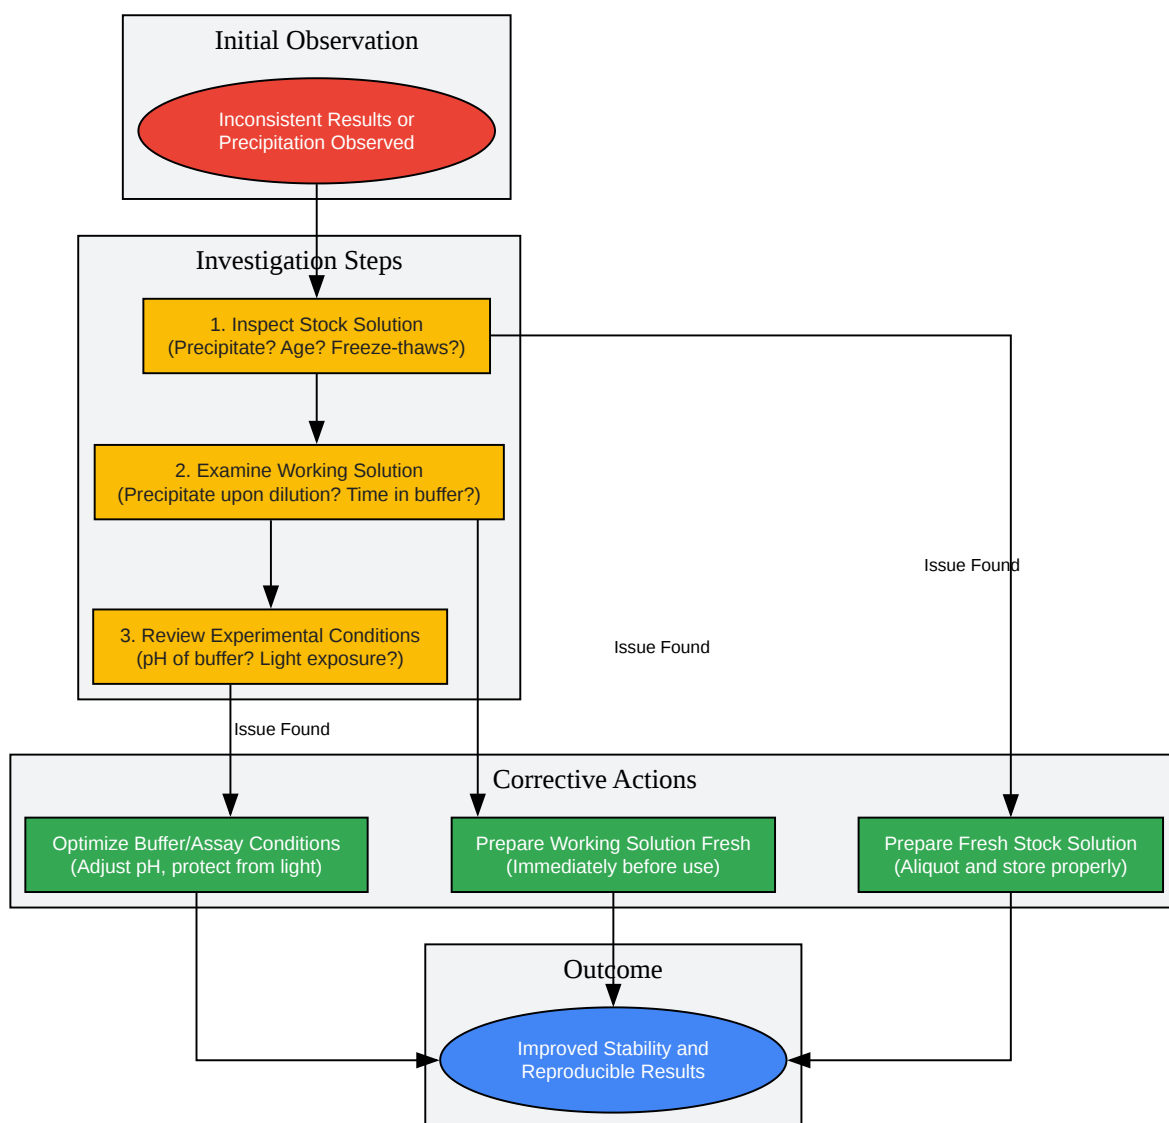 Initial Observation
Inconsistent Results or
Precipitation Observed
Investigation Steps
1. Inspect Stock Solution
(Precipitate? Age? Freeze-thaws?)
2. Examine Working Solution
(Precipitate upon dilution? Time in buffer?)
Issue Found
3. Review Experimental Conditions
(pH of buffer? Light exposure?)
Issue Found
Issue Found
Corrective Actions
Optimize Buffer/Assay Conditions
(Adjust pH, protect from light)
Prepare Working Solution Fresh
(Immediately before use)
Prepare Fresh Stock Solution
(Aliquot and store properly)
Outcome
Improved Stability and
Reproducible Results